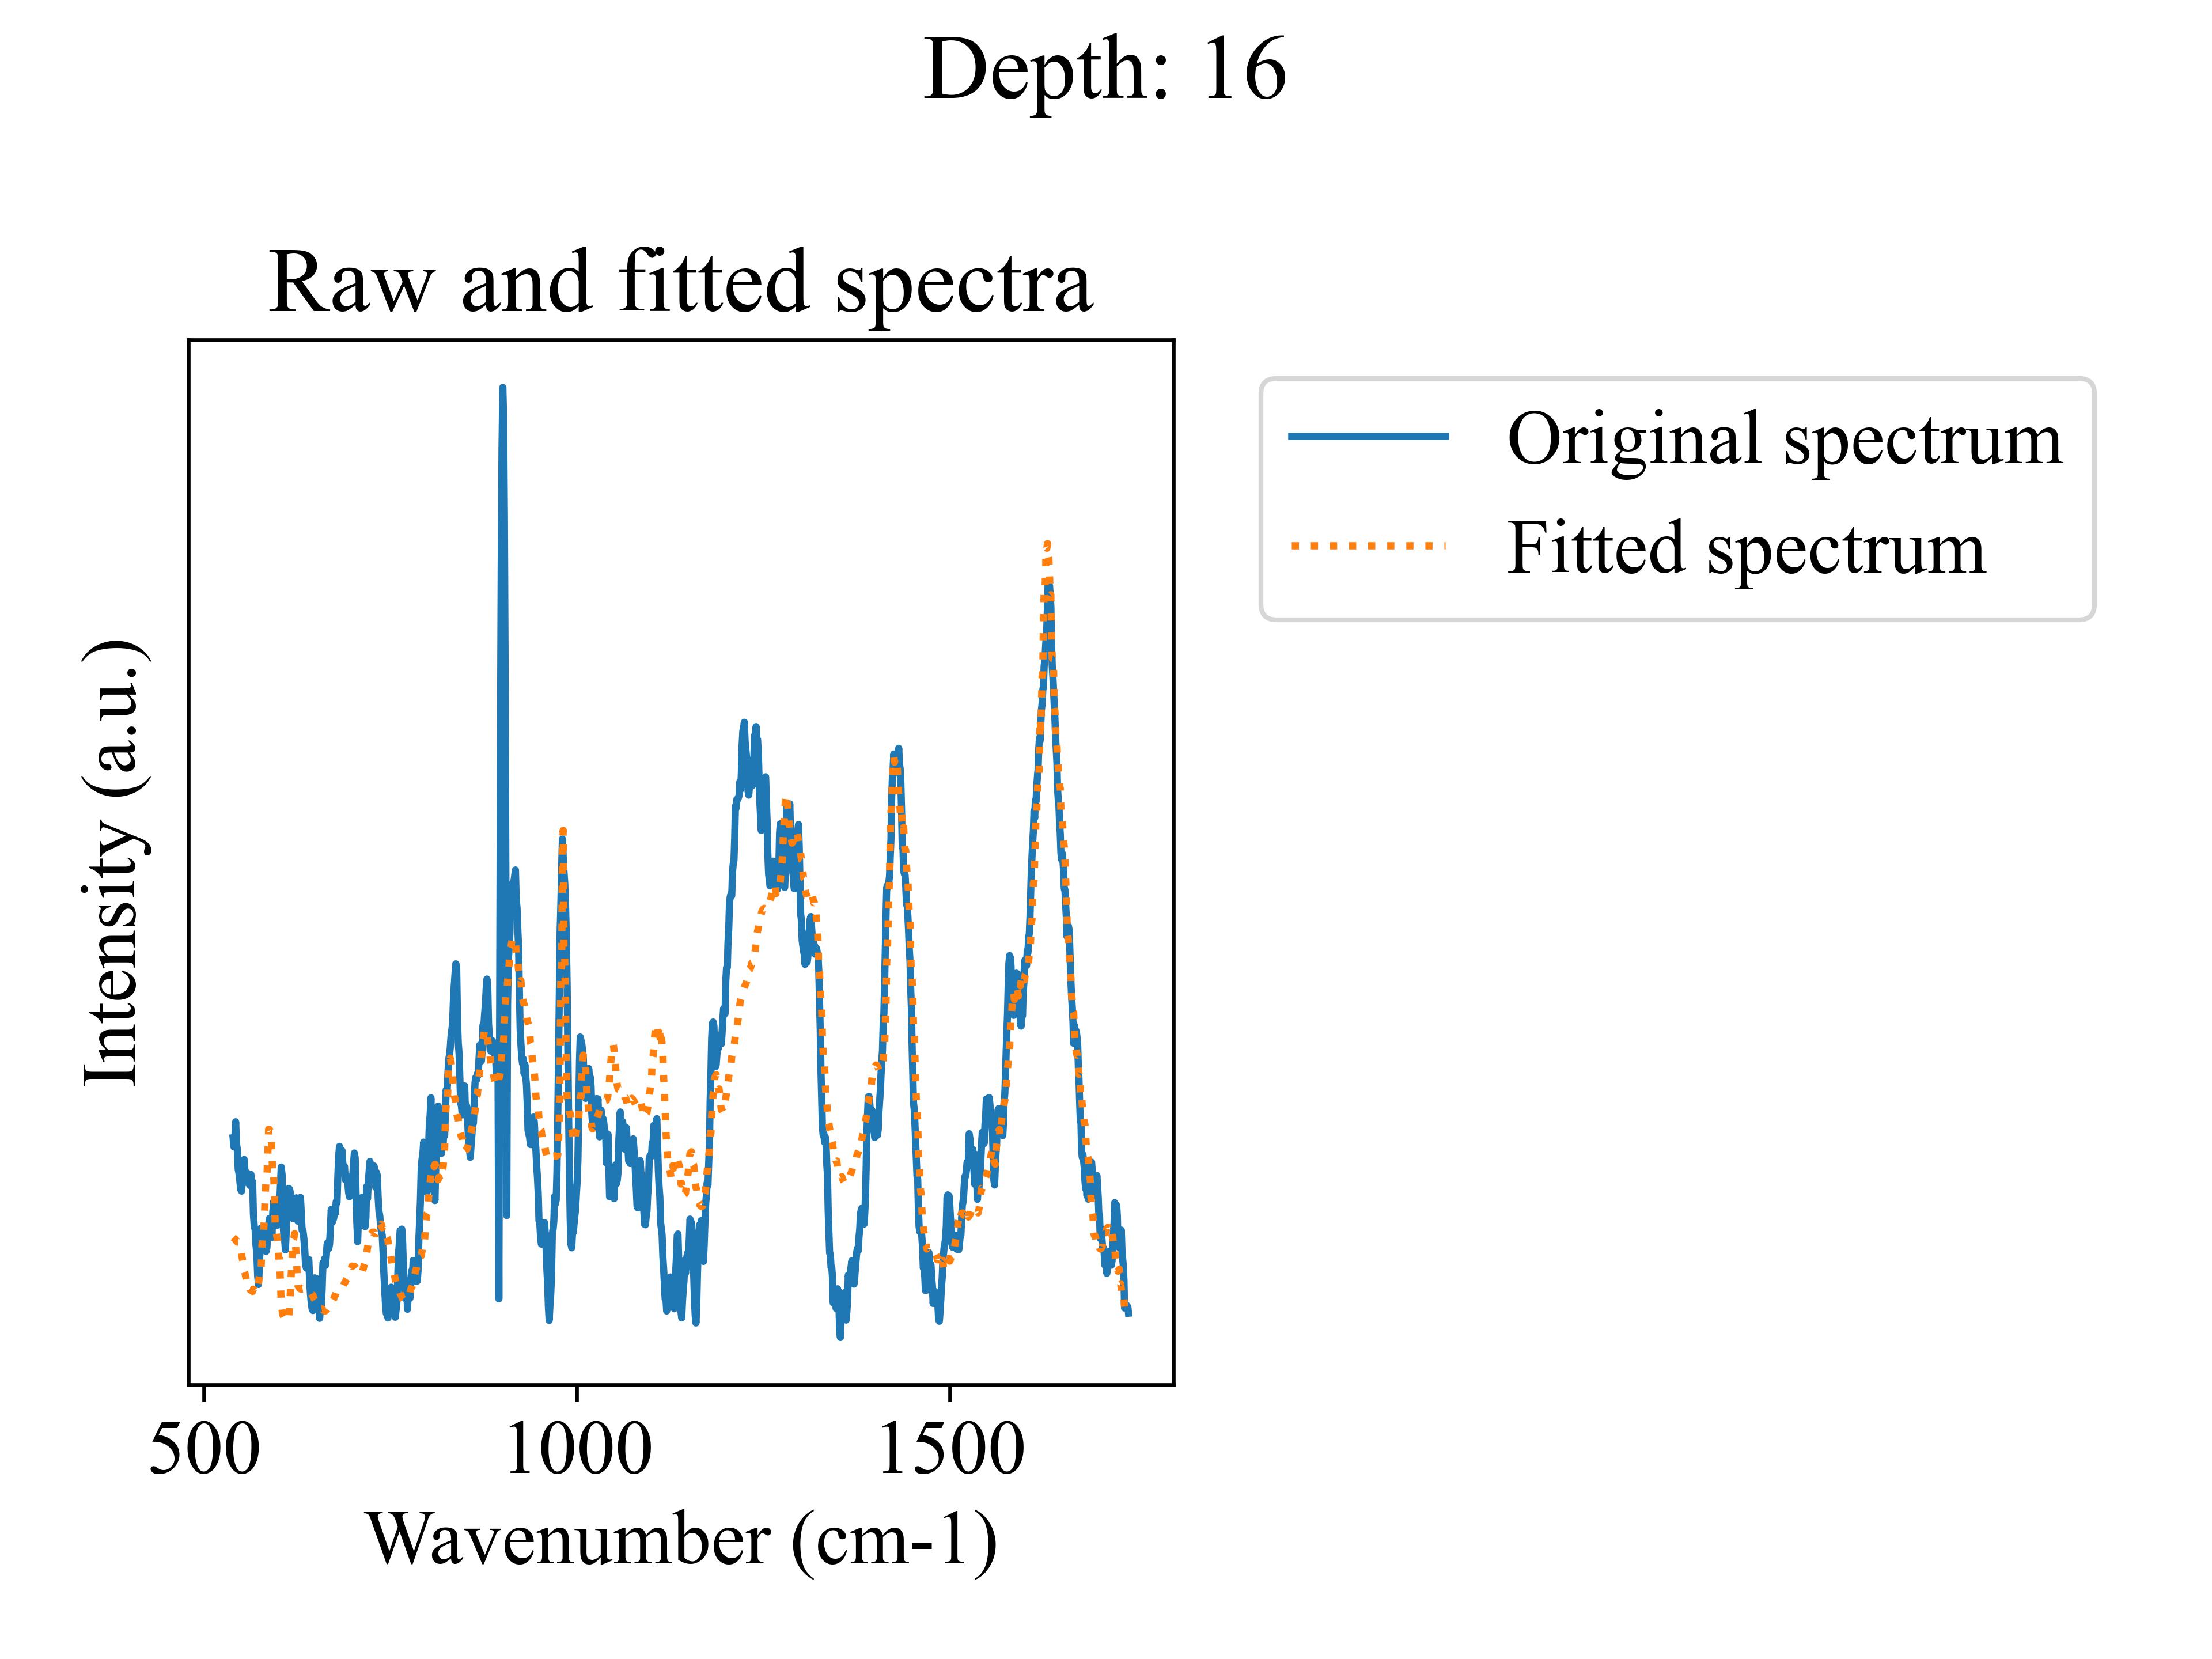 Depth: 16
Raw and fitted spectra
Original spectrum
Fitted spectrum
Intensity (a.u.)
500 1000 1500
Wavenumber (cm-1)